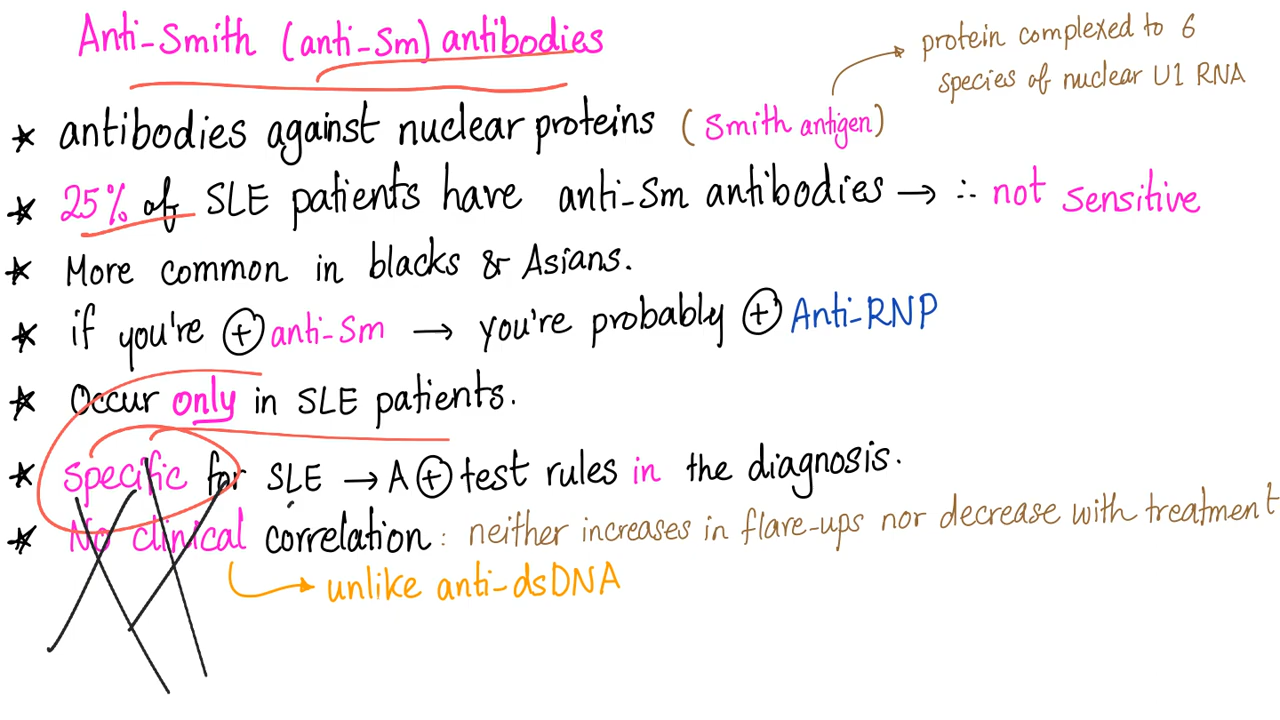 Anti-Smith (anti-Sm) antibodies
protein complexed to 6
species of nuclear U1 RNA
★ antibodies against nuclear proteins (Smith antigen)
★ 25% of SLE patients have anti-Sm antibodies → ∴ not sensitive
★ More common in blacks & Asians.
★ if you're ⊕ anti-Sm → you're probably ⊕ Anti-RNP
★ Occur only in SLE patients.
★ specific for SLE → A ⊕ test rules in the diagnosis.
★ No clinical correlation: neither increases in flare-ups nor decrease with treatment
unlike anti-dsDNA